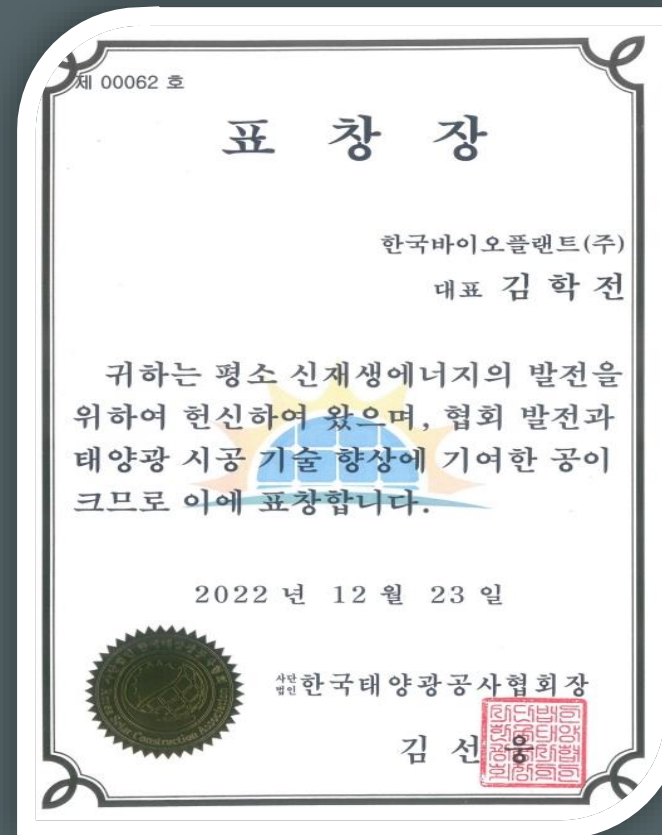 제 00062 호
표 창 장
한국바이오플랜트(주)
대표 김 학 전
귀하는 평소 신재생에너지의 발전을
위하여 헌신하여 왔으며, 협회 발전과
태양광 시공 기술 향상에 기여한 공이
크므로 이에 표창합니다.
2022 년 12 월 23 일
사단법인 한국태양광공사협회장
김 선 웅